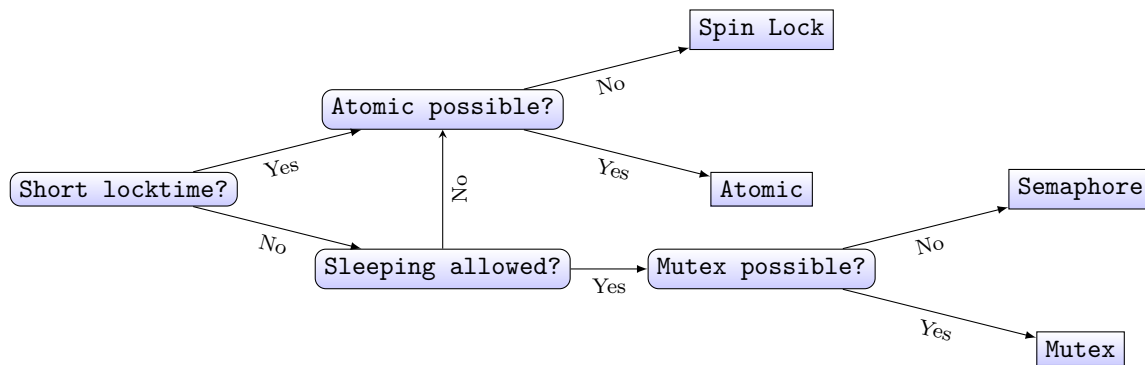 Spin Lock
No
Atomic possible?
Yes
Yes
Short locktime?
No
Atomic
Semaphore
No
No
Sleeping allowed?
Yes
Mutex possible?
Yes
Mutex